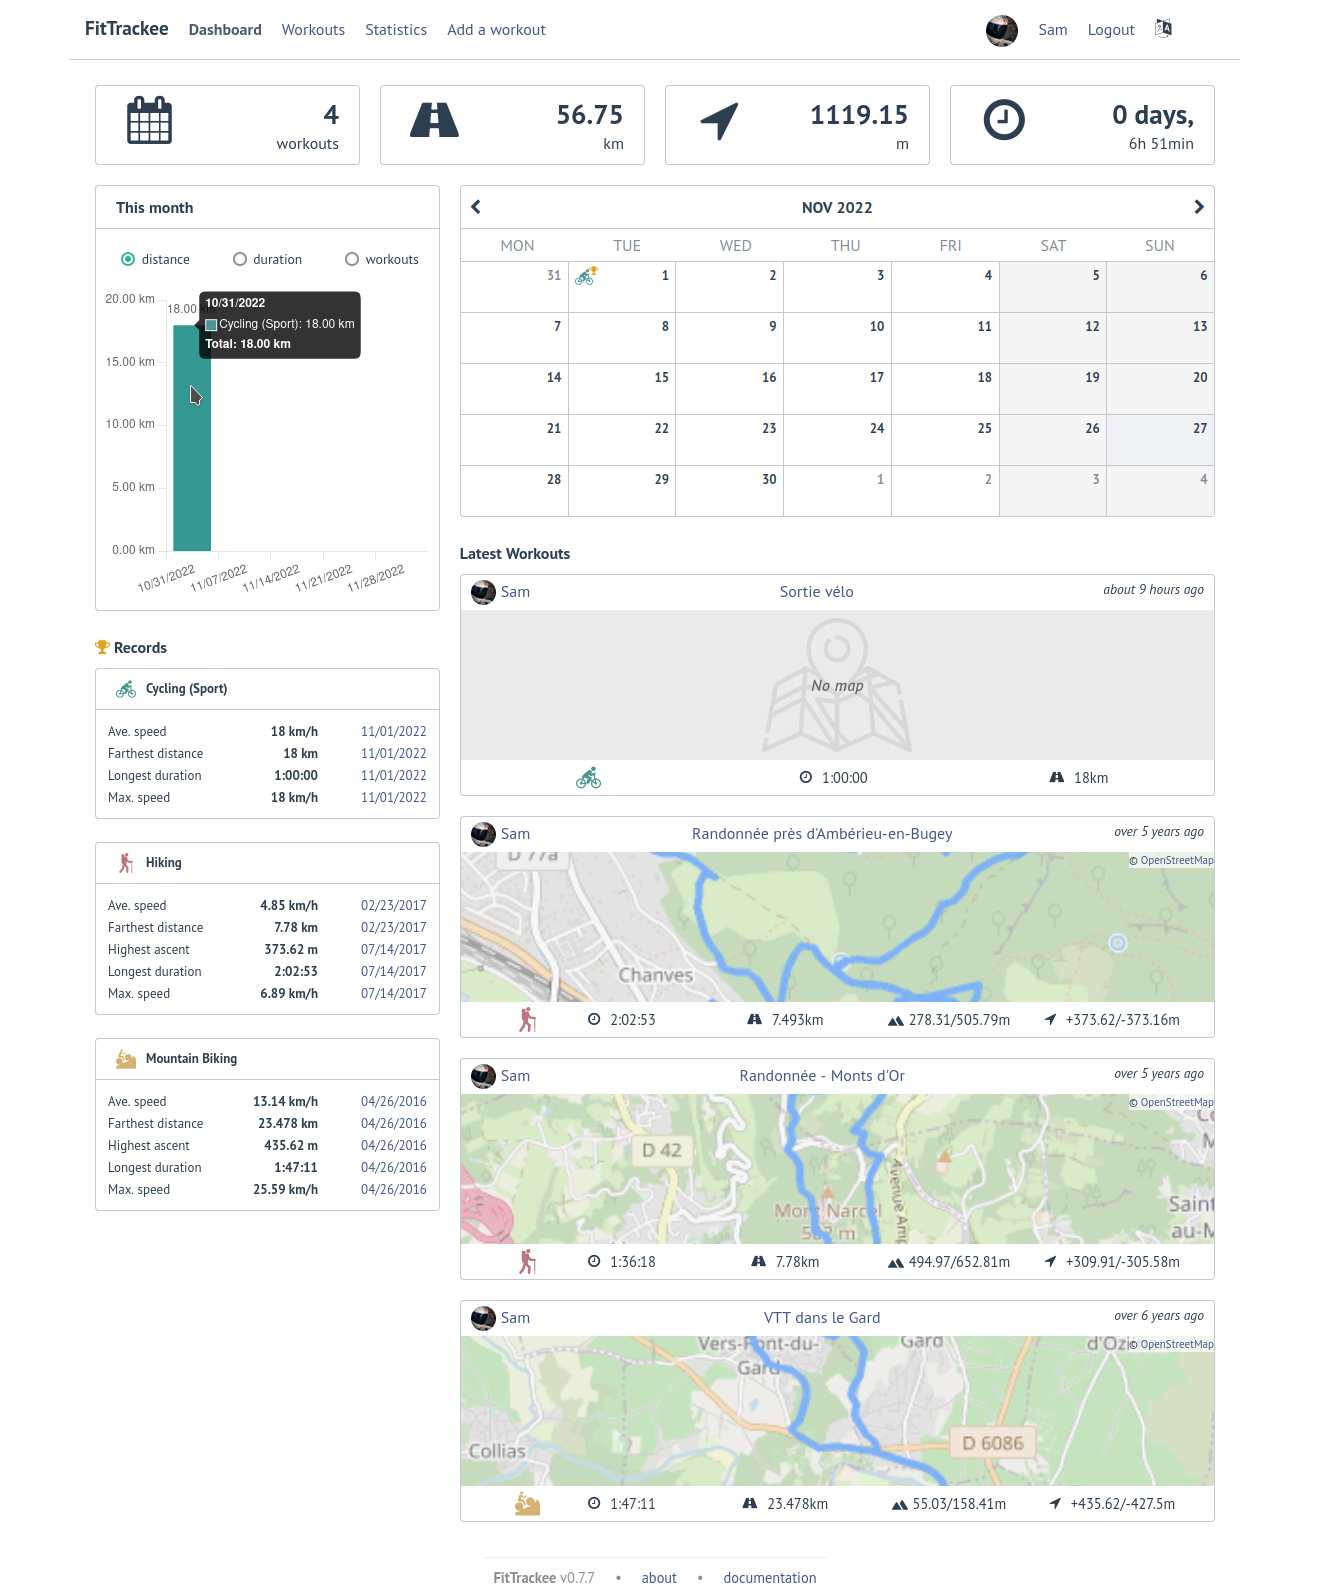 FitTrackee Dashboard Workouts Statistics Add a workout Sam Logout
4
workouts
56.75
km
1119.15
m
0 days,
6h 51min
This month
distance duration workouts
20.00 km
15.00 km
10.00 km
5.00 km
0.00 km
18.00
10/31/2022
Cycling (Sport): 18.00 km
Total: 18.00 km
10/31/2022 11/07/2022 11/14/2022 11/21/2022 11/28/2022
NOV 2022
MON TUE WED THU FRI SAT SUN
31 1 2 3 4 5 6
7 8 9 10 11 12 13
14 15 16 17 18 19 20
21 22 23 24 25 26 27
28 29 30 1 2 3 4
Records
Cycling (Sport)
Ave. speed 18 km/h 11/01/2022
Farthest distance 18 km 11/01/2022
Longest duration 1:00:00 11/01/2022
Max. speed 18 km/h 11/01/2022
Hiking
Ave. speed 4.85 km/h 02/23/2017
Farthest distance 7.78 km 02/23/2017
Highest ascent 373.62 m 07/14/2017
Longest duration 2:02:53 07/14/2017
Max. speed 6.89 km/h 07/14/2017
Mountain Biking
Ave. speed 13.14 km/h 04/26/2016
Farthest distance 23.478 km 04/26/2016
Highest ascent 435.62 m 04/26/2016
Longest duration 1:47:11 04/26/2016
Max. speed 25.59 km/h 04/26/2016
Latest Workouts
Sam Sortie vélo about 9 hours ago
No map
1:00:00 18km
Sam Randonnée près d'Ambérieu-en-Bugey over 5 years ago
© OpenStreetMap
D 77a
Chanves
2:02:53 7.493km 278.31/505.79m +373.62/-373.16m
Sam Randonnée - Monts d'Or over 5 years ago
© OpenStreetMap
D 42
Avenue Amp
Mont Narcel
m
Saint
au-M
1:36:18 7.78km 494.97/652.81m +309.91/-305.58m
Sam VTT dans le Gard over 6 years ago
© OpenStreetMap
Vers-Pont-du-
Gard
Gard
d'Ozi
D 6086
Collias
1:47:11 23.478km 55.03/158.41m +435.62/-427.5m
FitTrackee v0.7.7 • about • documentation